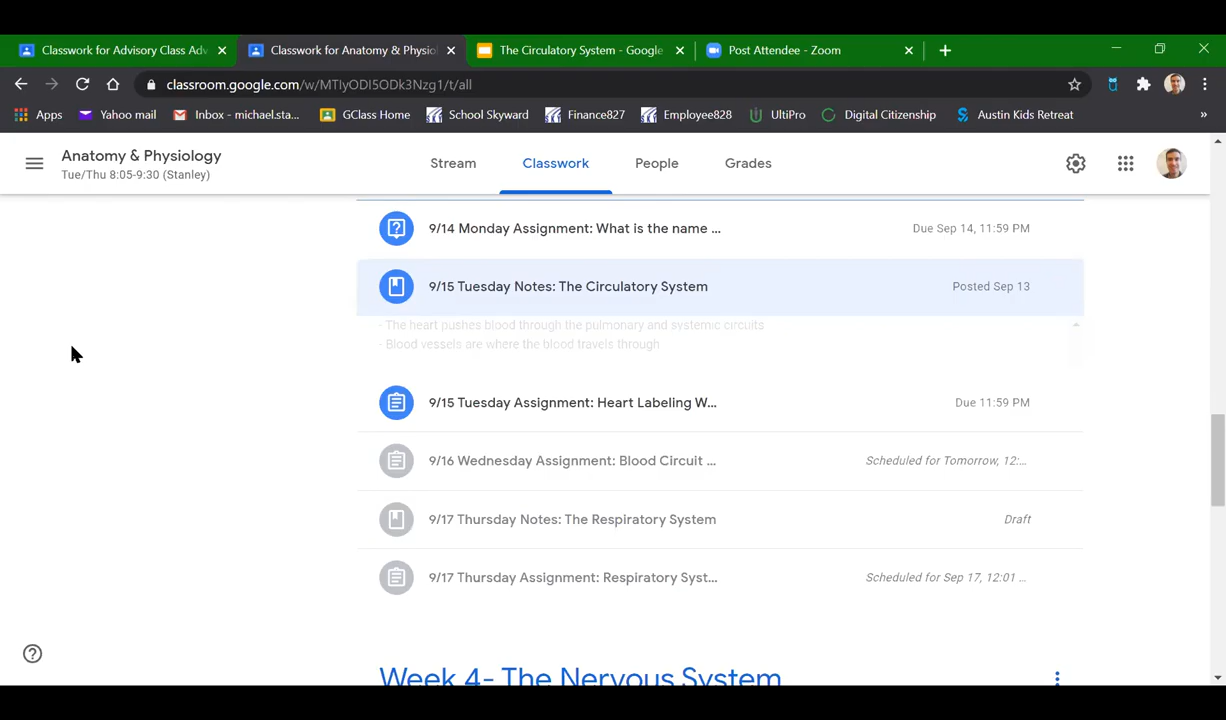 Classwork for Advisory Class Adv
Classwork for Anatomy & Physio
The Circulatory System - Google
Post Attendee - Zoom
classroom.google.com/w/MTIyODI5ODk3Nzg1/t/all
Apps
Yahoo mail
Inbox - michael.sta...
GClass Home
School Skyward
Finance827
Employee828
UltiPro
Digital Citizenship
Austin Kids Retreat
»
Anatomy & Physiology
Tue/Thu 8:05-9:30 (Stanley)
Stream
Classwork
People
Grades
9/14 Monday Assignment: What is the name ...
Due Sep 14, 11:59 PM
9/15 Tuesday Notes: The Circulatory System
Posted Sep 13
- The heart pushes blood through the pulmonary and systemic circuits
- Blood vessels are where the blood travels through
9/15 Tuesday Assignment: Heart Labeling W...
Due 11:59 PM
9/16 Wednesday Assignment: Blood Circuit ...
Scheduled for Tomorrow, 12:...
9/17 Thursday Notes: The Respiratory System
Draft
9/17 Thursday Assignment: Respiratory Syst...
Scheduled for Sep 17, 12:01 ...
Week 4- The Nervous System